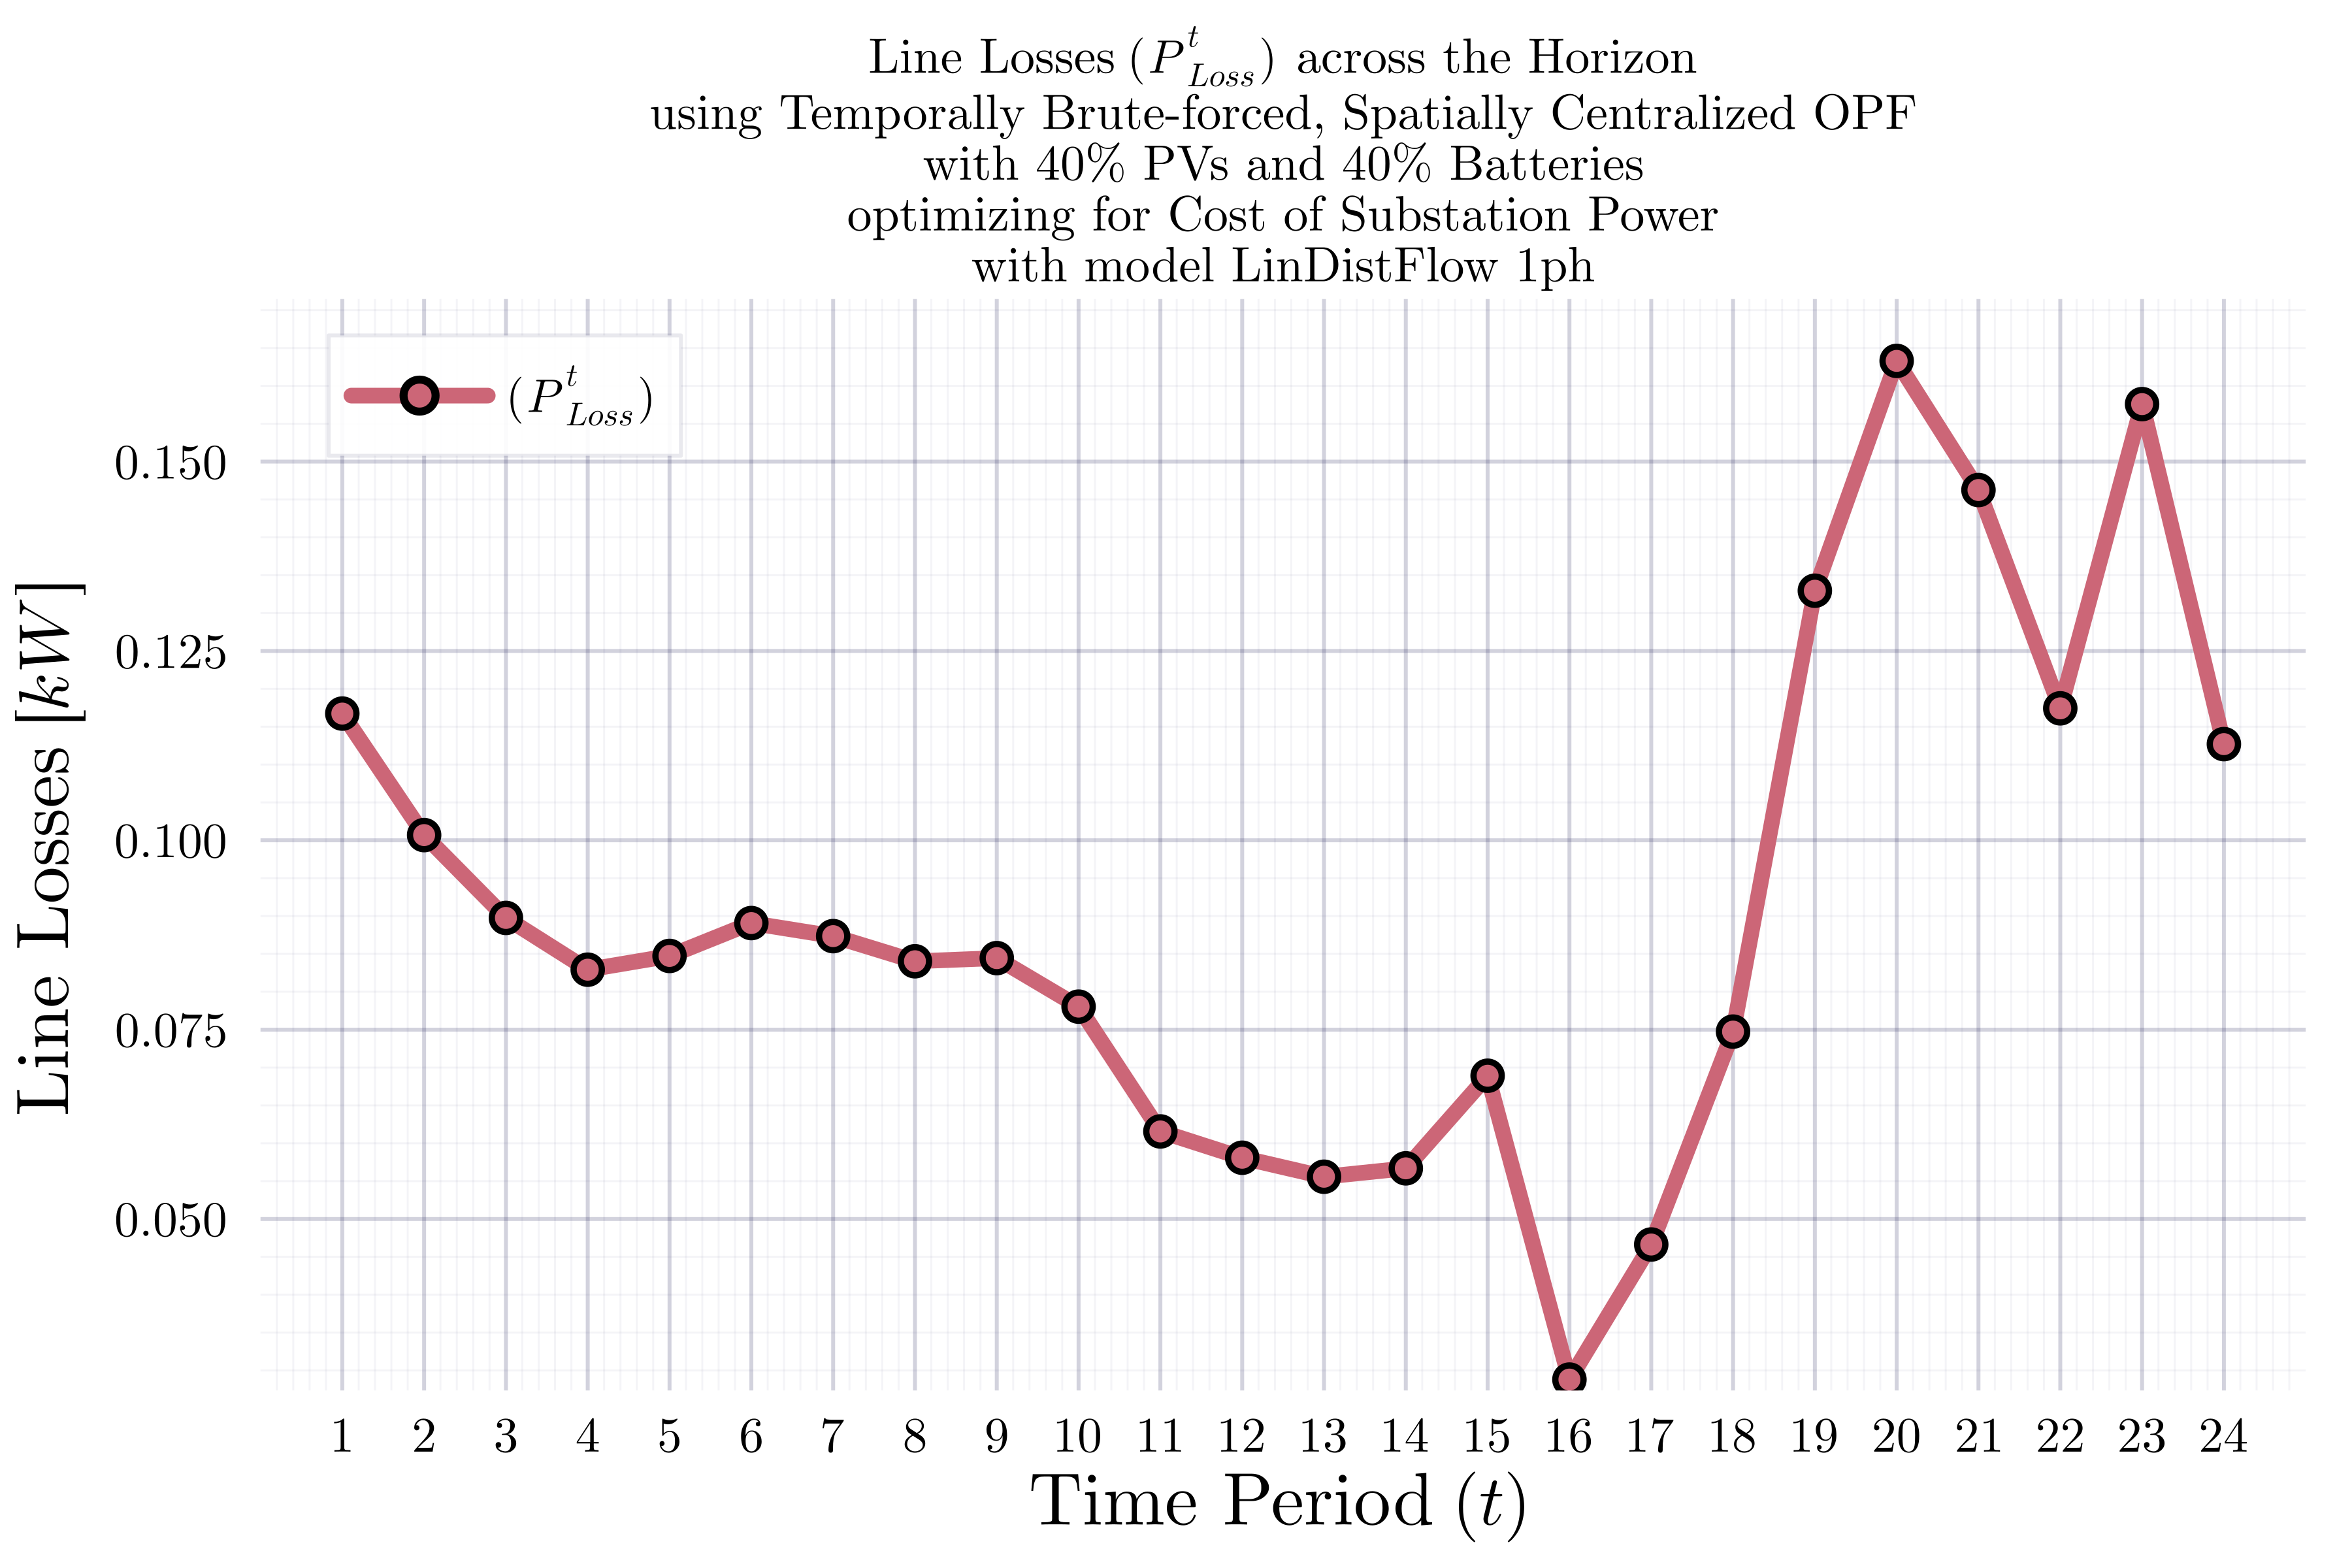 Line Losses (P^t_Loss) across the Horizon
using Temporally Brute-forced, Spatially Centralized OPF
with 40% PVs and 40% Batteries
optimizing for Cost of Substation Power
with model LinDistFlow 1ph
(P^t_Loss)
0.150
0.125
0.100
0.075
0.050
Line Losses [kW]
1 2 3 4 5 6 7 8 9 10 11 12 13 14 15 16 17 18 19 20 21 22 23 24
Time Period (t)